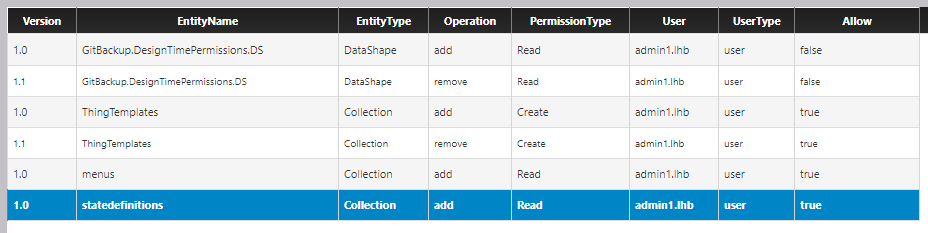 Version EntityName EntityType Operation PermissionType User UserType Allow
1.0 GitBackup.DesignTimePermissions.DS DataShape add Read admin1.lhb user false
1.1 GitBackup.DesignTimePermissions.DS DataShape remove Read admin1.lhb user false
1.0 ThingTemplates Collection add Create admin1.lhb user true
1.1 ThingTemplates Collection remove Create admin1.lhb user true
1.0 menus Collection add Read admin1.lhb user true
1.0 statedefinitions Collection add Read admin1.lhb user true